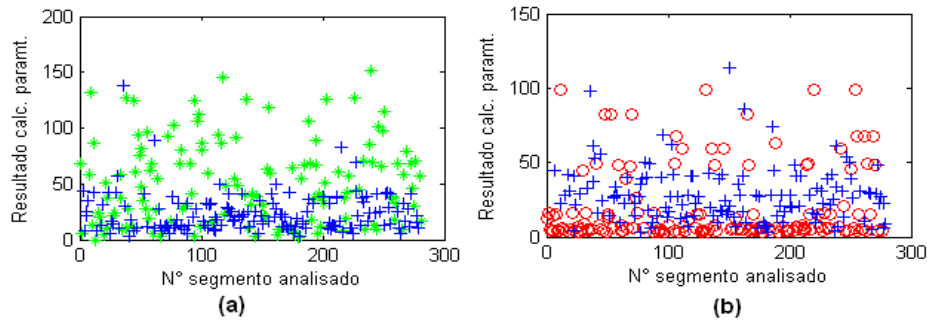 Resultado calc. paramt.
200
150
100
50
0
0 100 200 300
N° segmento analisado
(a)
Resultado calc. paramt.
150
100
50
0
0 100 200 300
N° segmento analisado
(b)